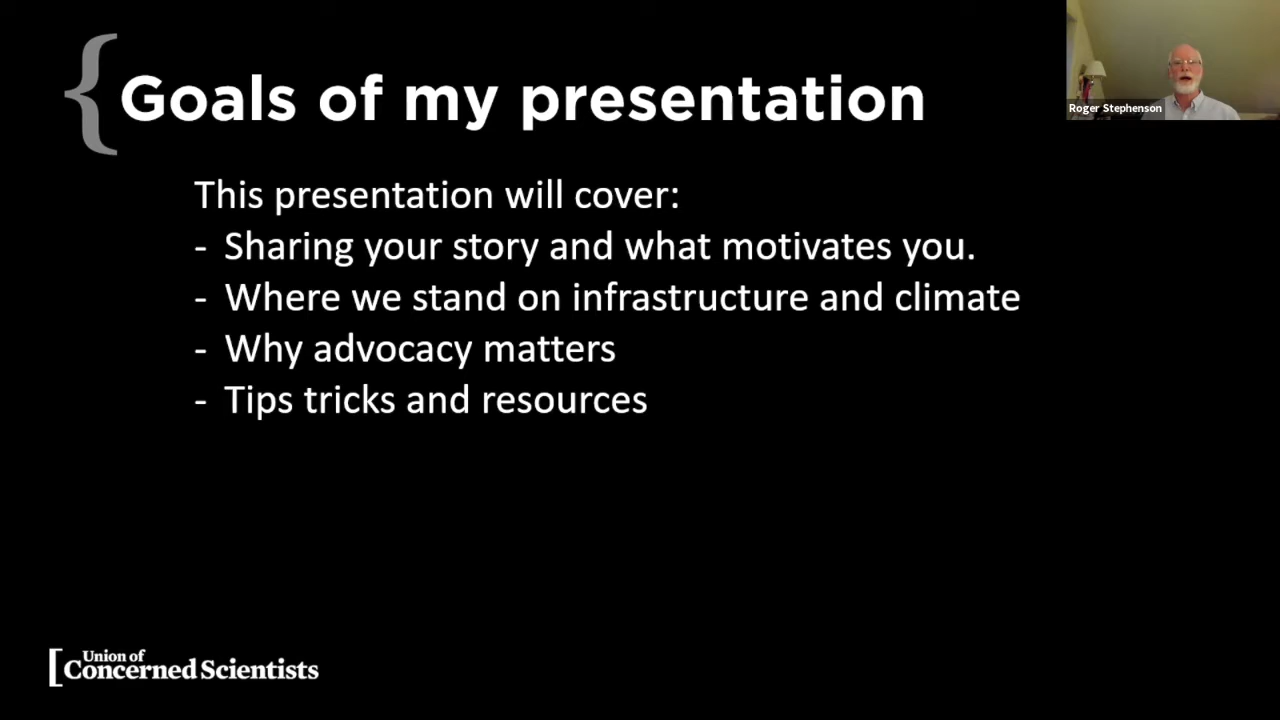 Goals of my presentation
Roger Stephenson
This presentation will cover:
- Sharing your story and what motivates you.
- Where we stand on infrastructure and climate
- Why advocacy matters
- Tips tricks and resources
Union of
Concerned Scientists